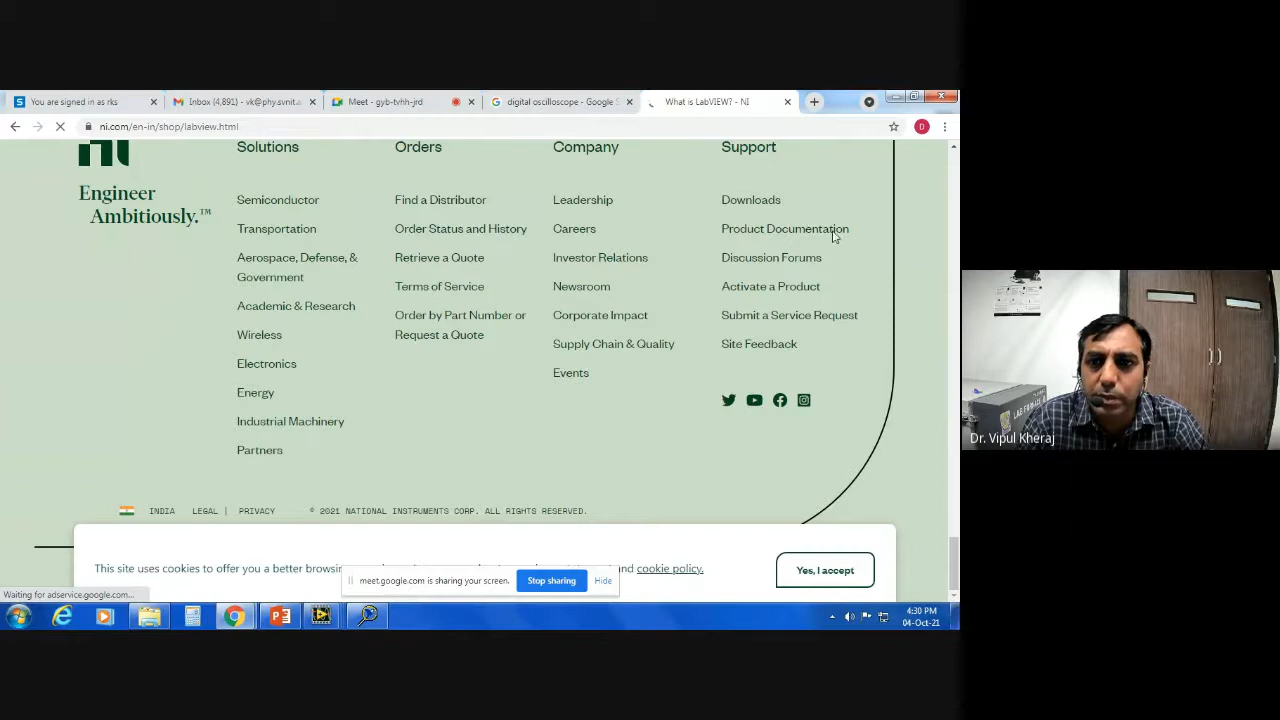 You are signed in as rks
Inbox (4,891) - vk@phy.svnit.a
Meet - gyb-tvhh-jrd
digital oscilloscope - Google S
What is LabVIEW? - NI
ni.com/en-in/shop/labview.html
D
ni
Engineer
Ambitiously.™
Solutions
Semiconductor
Transportation
Aerospace, Defense, &
Government
Academic & Research
Wireless
Electronics
Energy
Industrial Machinery
Partners
Orders
Find a Distributor
Order Status and History
Retrieve a Quote
Terms of Service
Order by Part Number or
Request a Quote
Company
Leadership
Careers
Investor Relations
Newsroom
Corporate Impact
Supply Chain & Quality
Events
Support
Downloads
Product Documentation
Discussion Forums
Activate a Product
Submit a Service Request
Site Feedback
INDIA LEGAL | PRIVACY © 2021 NATIONAL INSTRUMENTS CORP. ALL RIGHTS RESERVED.
This site uses cookies to offer you a better browsin
and cookie policy.
Yes, I accept
meet.google.com is sharing your screen.
Stop sharing
Hide
Waiting for adservice.google.com...
4:30 PM
04-Oct-21
LAB FURNACE
Dr. Vipul Kheraj